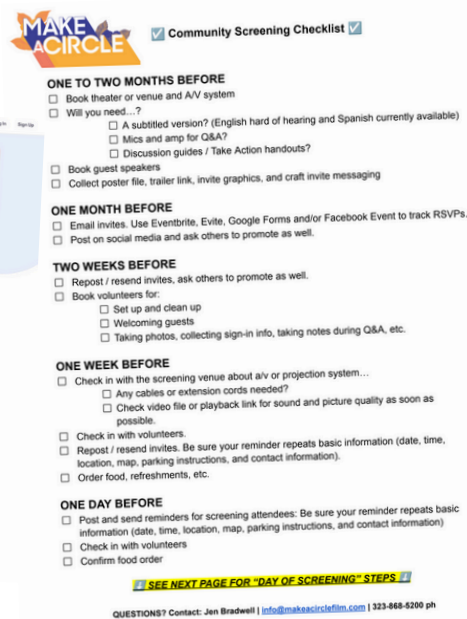 MAKE
A CIRCLE
☑ Community Screening Checklist ☑
ONE TO TWO MONTHS BEFORE
☐ Book theater or venue and A/V system
☐ Will you need…?
☐ A subtitled version? (English hard of hearing and Spanish currently available)
☐ Mics and amp for Q&A?
☐ Discussion guides / Take Action handouts?
☐ Book guest speakers
☐ Collect poster file, trailer link, invite graphics, and craft invite messaging
Sign Up
ONE MONTH BEFORE
☐ Email invites. Use Eventbrite, Evite, Google Forms and/or Facebook Event to track RSVPs.
☐ Post on social media and ask others to promote as well.
TWO WEEKS BEFORE
☐ Repost / resend invites, ask others to promote as well.
☐ Book volunteers for:
☐ Set up and clean up
☐ Welcoming guests
☐ Taking photos, collecting sign-in info, taking notes during Q&A, etc.
ONE WEEK BEFORE
☐ Check in with the screening venue about a/v or projection system…
☐ Any cables or extension cords needed?
☐ Check video file or playback link for sound and picture quality as soon as
possible.
☐ Check in with volunteers.
☐ Repost / resend invites. Be sure your reminder repeats basic information (date, time,
location, map, parking instructions, and contact information).
☐ Order food, refreshments, etc.
ONE DAY BEFORE
☐ Post and send reminders for screening attendees: Be sure your reminder repeats basic
information (date, time, location, map, parking instructions, and contact information)
☐ Check in with volunteers
☐ Confirm food order
⬇️ SEE NEXT PAGE FOR "DAY OF SCREENING" STEPS ⬇️
QUESTIONS? Contact: Jen Bradwell | info@makeacirclefilm.com | 323-868-5200 ph